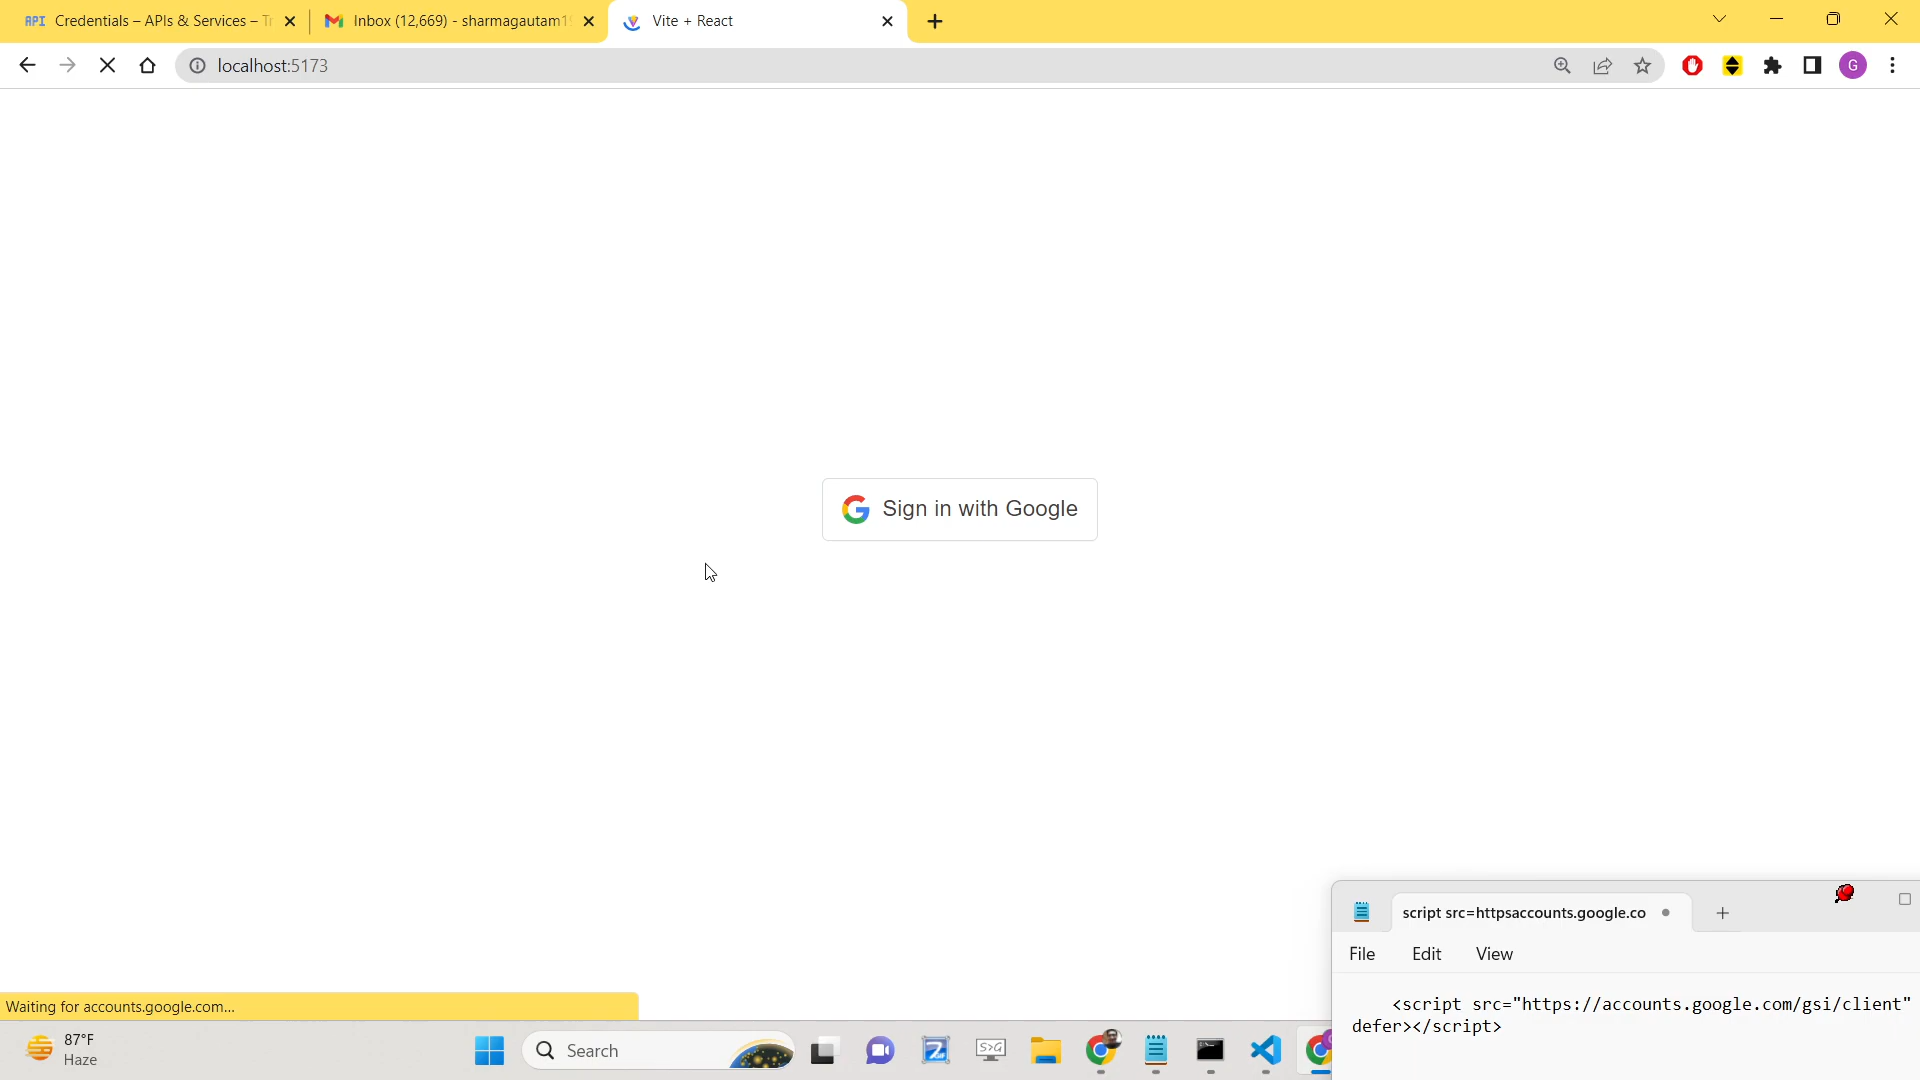 API Credentials – APIs & Services – Tr
Inbox (12,669) - sharmagautam1
Vite + React
localhost:5173
G
Sign in with Google
Waiting for accounts.google.com...
script src=httpsaccounts.google.co
File Edit View
<script src="https://accounts.google.com/gsi/client"
defer></script>
87°F
Haze
Search
S>G